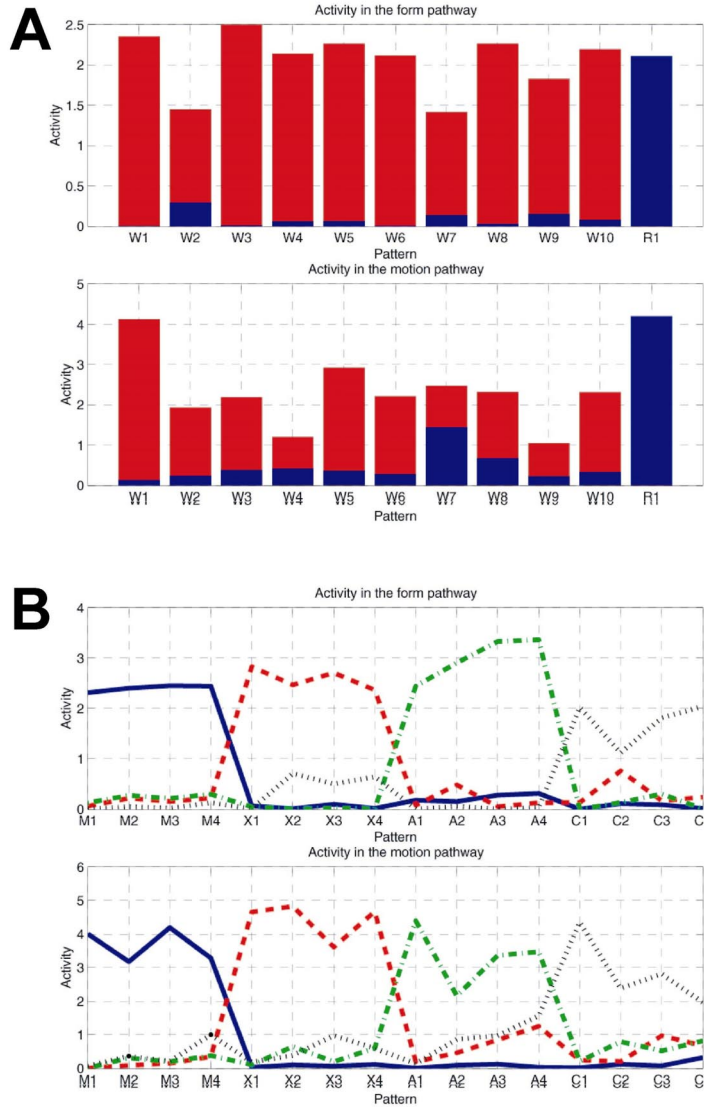 A
Activity in the form pathway
2.5
2
1.5
1
0.5
0
Activity
W1 W2 W3 W4 W5 W6 W7 W8 W9 W10 R1
Pattern
Activity in the motion pathway
5
4
3
2
1
0
Activity
W1 W2 W3 W4 W5 W6 W7 W8 W9 W10 R1
Pattern
B
Activity in the form pathway
4
3
2
1
0
Activity
M1 M2 M3 M4 X1 X2 X3 X4 A1 A2 A3 A4 C1 C2 C3 C
Pattern
Activity in the motion pathway
6
5
4
3
2
1
0
Activity
M1 M2 M3 M4 X1 X2 X3 X4 A1 A2 A3 A4 C1 C2 C3 C
Pattern